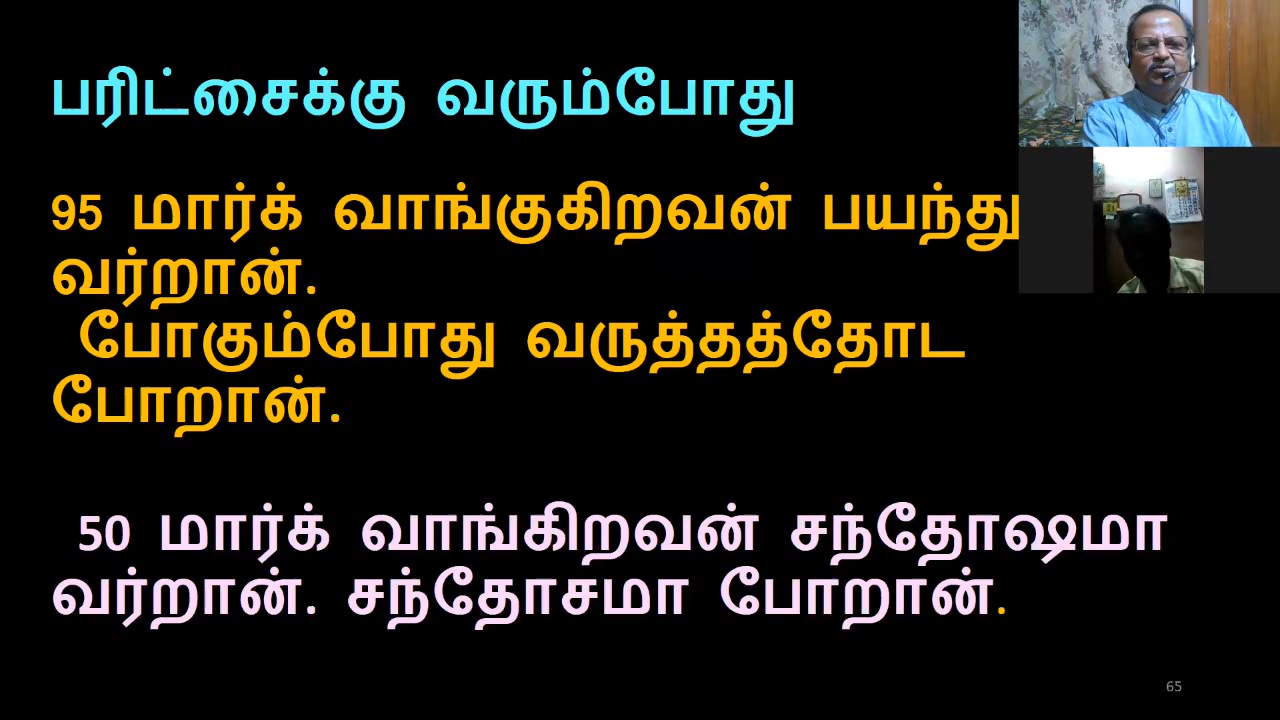 பரிட்சைக்கு வரும்போது
95 மார்க் வாங்குகிறவன் பயந்து
வர்றான்.
போகும்போது வருத்தத்தோட
போறான்.
50 மார்க் வாங்கிறவன் சந்தோஷமா
வர்றான். சந்தோசமா போறான்.
65